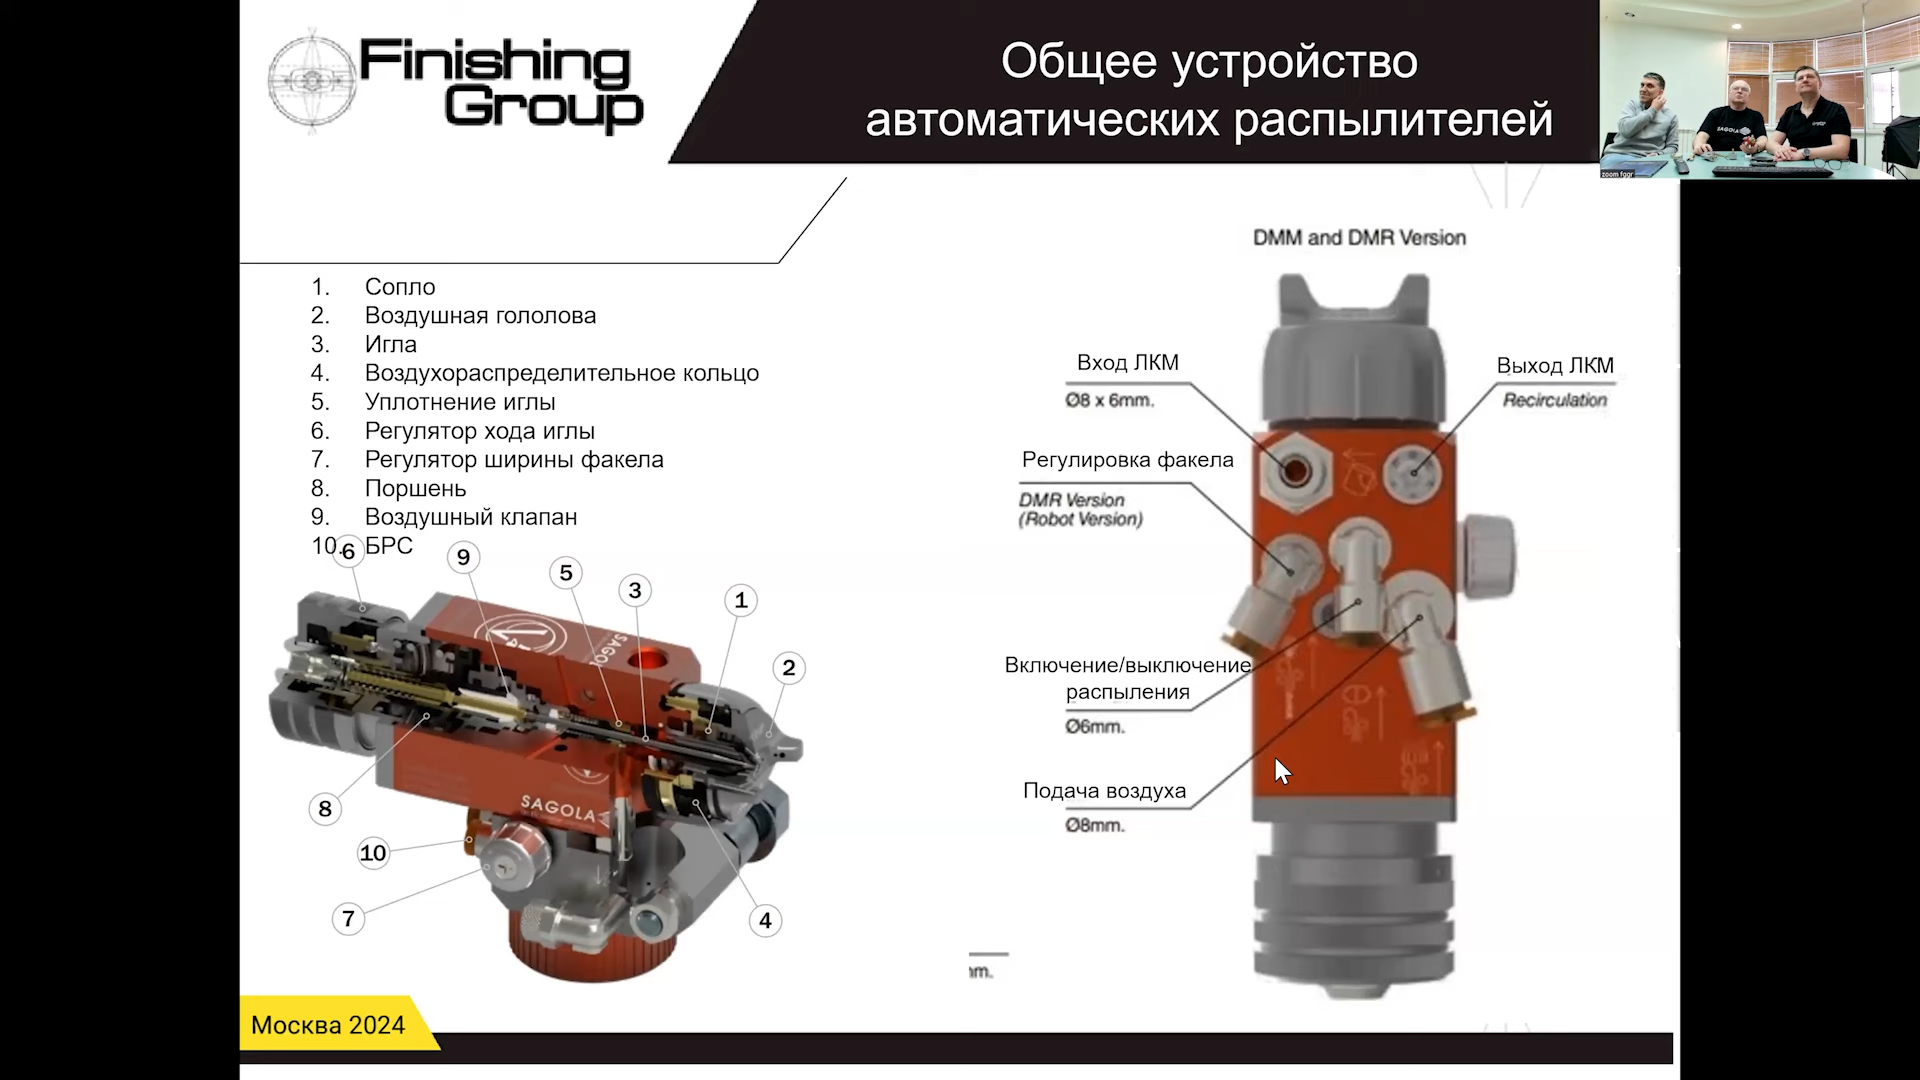 Finishing
Group
Общее устройство
автоматических распылителей
SAGOLA
zoom fggr
1. Сопло
2. Воздушная гололова
3. Игла
4. Воздухораспределительное кольцо
5. Уплотнение иглы
6. Регулятор хода иглы
7. Регулятор ширины факела
8. Поршень
9. Воздушный клапан
10. БРС
6
9
5
3
1
2
8
10
7
4
SAGOLA
DMM and DMR Version
Вход ЛКМ
Ø8 x 6mm.
Выход ЛКМ
Recirculation
Регулировка факела
DMR Version
(Robot Version)
Включение/выключение
распыления
Ø6mm.
Подача воздуха
Ø8mm.
mm.
Москва 2024